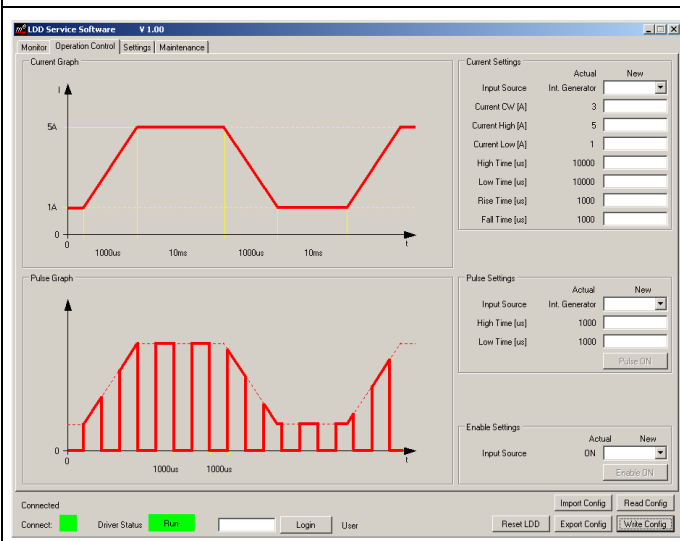 LDD Service Software V 1.00
Monitor Operation Control Settings Maintenance
Current Graph
I
5A
1A
0
0
t
1000us 10ms 1000us 10ms
Current Settings
Actual New
Input Source Int. Generator
Current CW [A] 3
Current High [A] 5
Current Low [A] 1
High Time [us] 10000
Low Time [us] 10000
Rise Time [us] 1000
Fall Time [us] 1000
Pulse Graph
0
0
t
1000us 1000us
Pulse Settings
Actual New
Input Source Int. Generator
High Time [us] 1000
Low Time [us] 1000
Pulse ON
Enable Settings
Actual New
Input Source ON
Enable ON
Connected
Import Config Read Config
Connect: Driver Status Run Login User Reset LDD Export Config Write Config